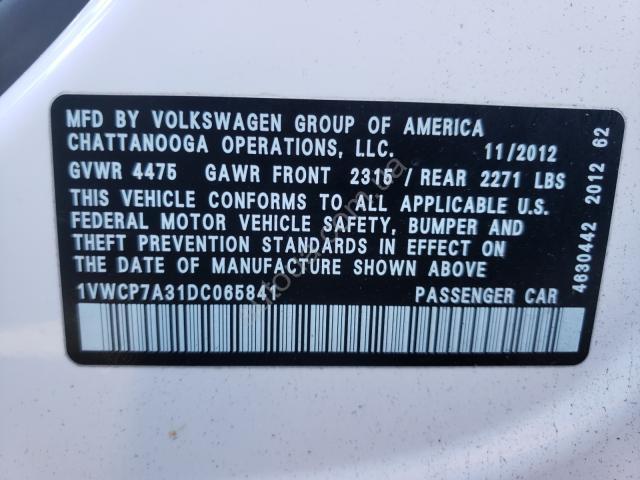 MFD BY VOLKSWAGEN GROUP OF AMERICA
CHATTANOOGA OPERATIONS, LLC. 11/2012
GVWR 4475 GAWR FRONT 2315 / REAR 2271 LBS
THIS VEHICLE CONFORMS TO ALL APPLICABLE U.S.
FEDERAL MOTOR VEHICLE SAFETY, BUMPER AND
THEFT PREVENTION STANDARDS IN EFFECT ON
THE DATE OF MANUFACTURE SHOWN ABOVE
PASSENGER CAR
4630442 2012 62